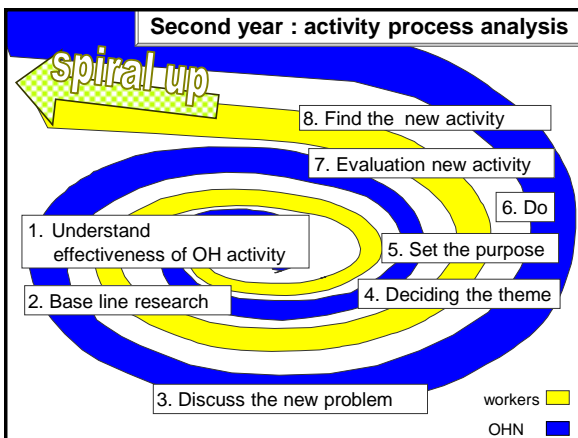 Second year : activity process analysis
spiral up
8. Find the new activity
7. Evaluation new activity
6. Do
1. Understand
effectiveness of OH activity
5. Set the purpose
2. Base line research
4. Deciding the theme
3. Discuss the new problem
workers
OHN